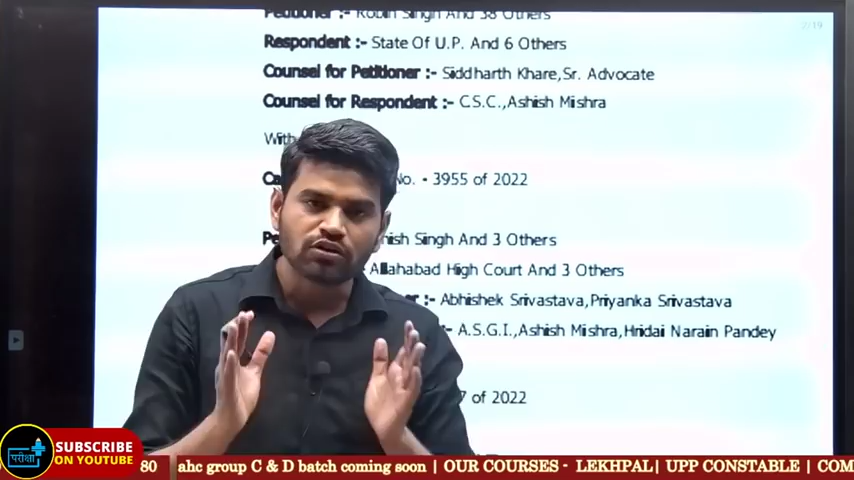 Petitioner :- Robin Singh And 38 Others
2/19
Respondent :- State Of U.P. And 6 Others
Counsel for Petitioner :- Siddharth Khare,Sr. Advocate
Counsel for Respondent :- C.S.C.,Ashish Mishra
With
No. - 3955 of 2022
ish Singh And 3 Others
Allahabad High Court And 3 Others
:- Abhishek Srivastava,Priyanka Srivastava
:- A.S.G.I.,Ashish Mishra,Hridai Narain Pandey
7 of 2022
परीक्षा
SUBSCRIBE
ON YOUTUBE
80 ahc group C & D batch coming soon | OUR COURSES - LEKHPAL| UPP CONSTABLE | COM